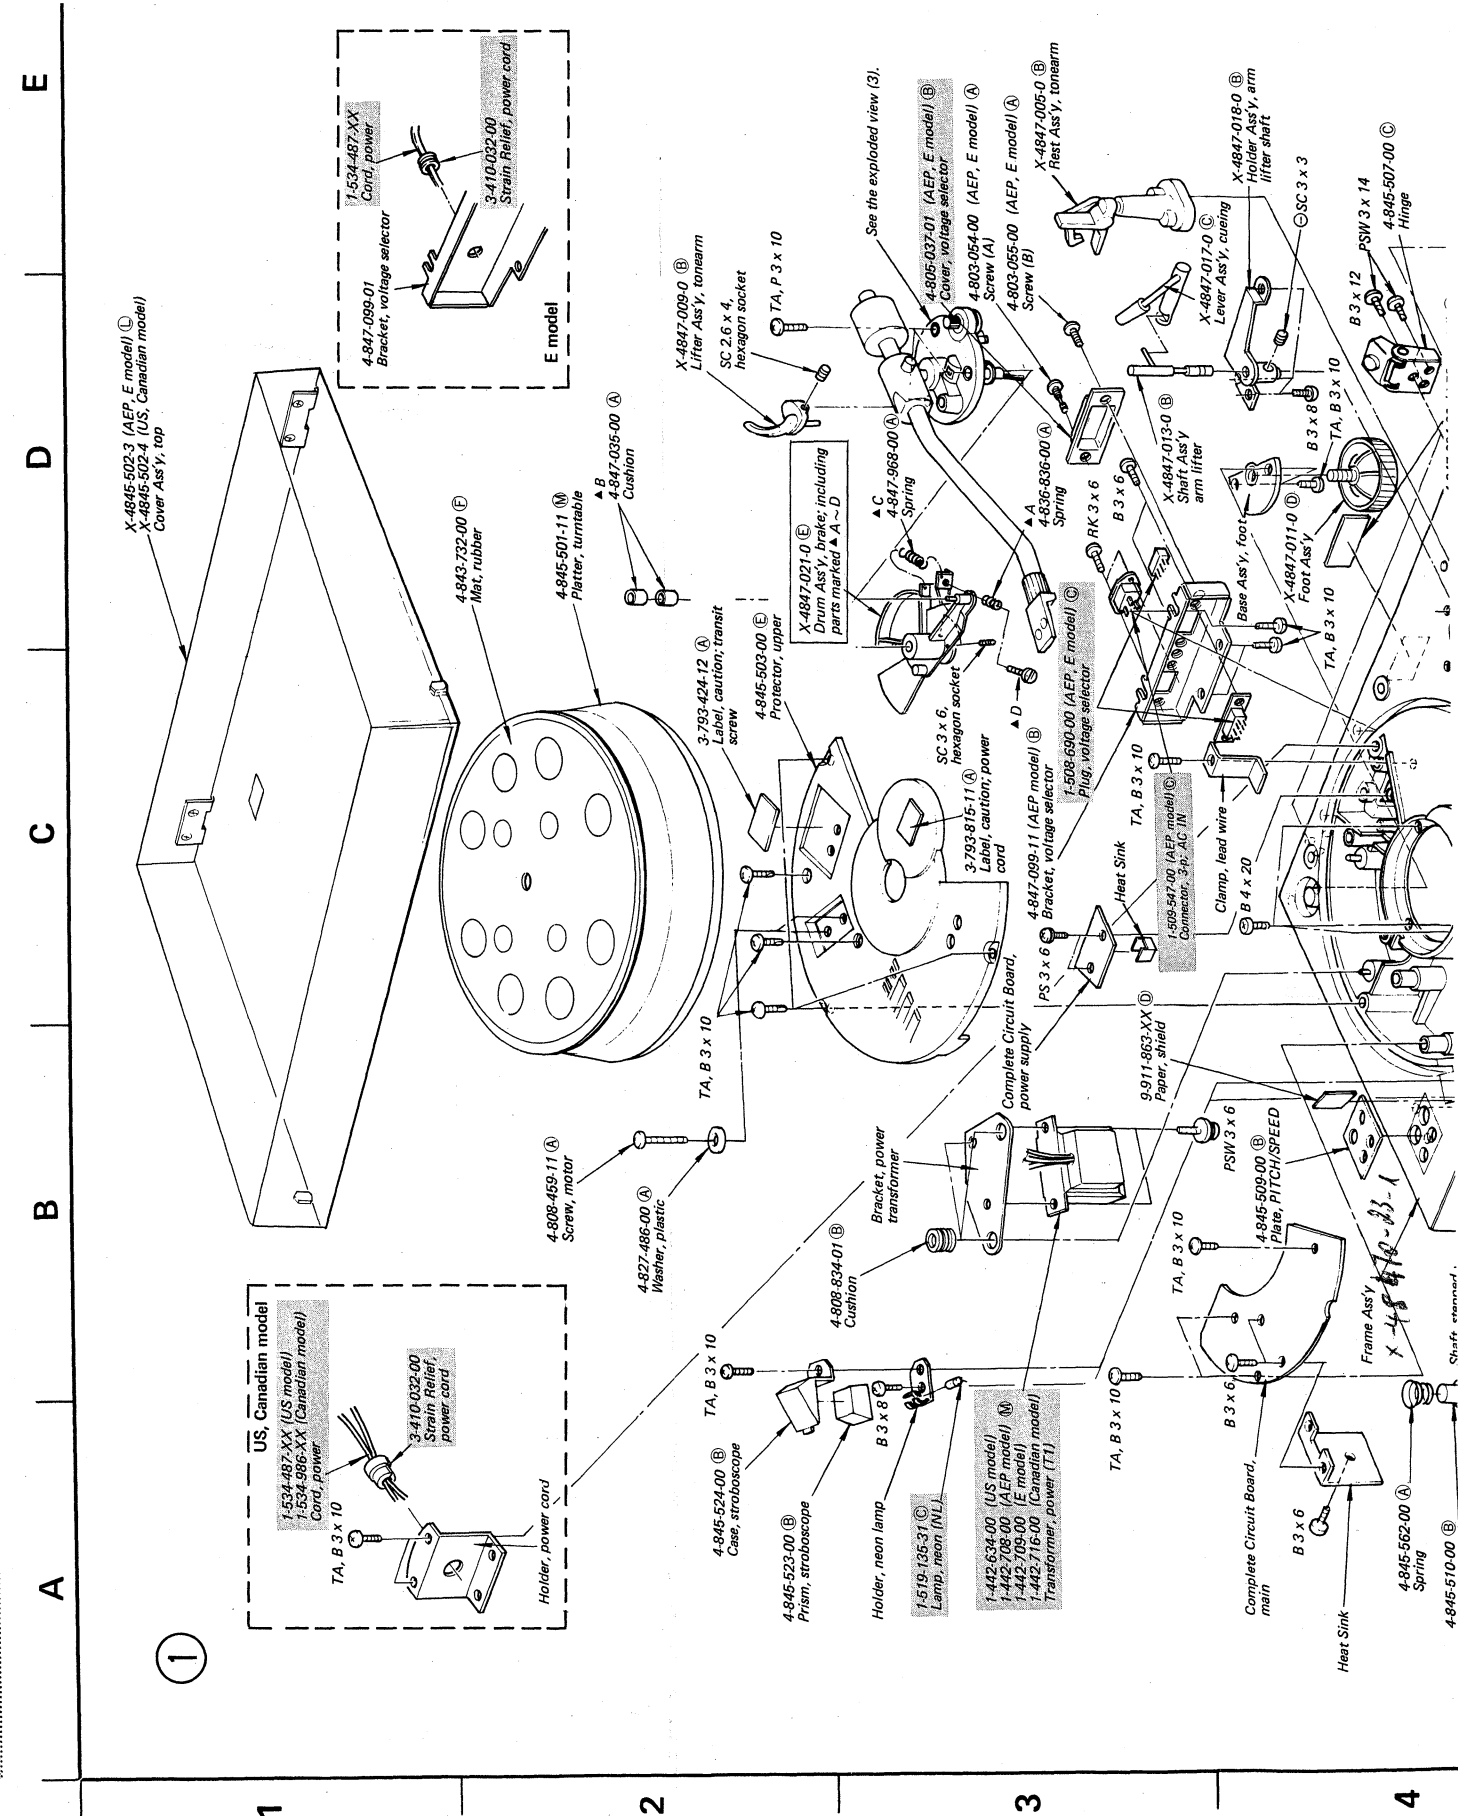 1
2
3
4
A
B
C
D
E
①
US, Canadian model
1-534-487-XX (US model)
1-534-986-XX (Canadian model)
Cord, power
3-410-032-00
Strain Relief,
power cord
TA, B 3 x 10
Holder, power cord
X-4845-502-3 (AEP, E model) Ⓛ
X-4845-502-4 (US, Canadian model)
Cover Ass'y, top
1-534-487-XX
Cord, power
3-410-032-00
Strain Relief, power cord
4-847-099-01
Bracket, voltage selector
E model
4-843-732-00 Ⓕ
Mat, rubber
4-845-501-11 Ⓜ
Platter, turntable
▲B
4-847-035-00 Ⓐ
Cushion
X-4847-009-0 Ⓑ
Lifter Ass'y, tonearm
SC 2.6 x 4,
hexagon socket
TA, P 3 x 10
4-808-459-11 Ⓐ
Screw, motor
4-827-486-00 Ⓐ
Washer, plastic
TA, B 3 x 10
3-793-424-12 Ⓐ
Label, caution; transit
screw
4-845-503-00 Ⓔ
Protector, upper
X-4847-021-0 Ⓔ
Drum Ass'y, brake; including
parts marked ▲A ~ D
▲C
4-847-968-00 Ⓐ
Spring
See the exploded view (3).
4-805-037-01 (AEP, E model) Ⓑ
Cover, voltage selector
4-803-054-00 (AEP, E model) Ⓐ
Screw (A)
4-803-055-00 (AEP, E model) Ⓐ
Screw (B)
X-4847-005-0 Ⓑ
Rest Ass'y, tonearm
▲A
4-836-836-00 Ⓐ
Spring
▲D
SC 3 x 6,
hexagon socket
3-793-815-11 Ⓐ
Label, caution; power
cord
4-847-099-11 (AEP model) Ⓑ
Bracket, voltage selector
1-508-690-00 (AEP, E model) Ⓒ
Plug, voltage selector
RK 3 x 6
B 3 x 6
X-4847-013-0 Ⓑ
Shaft Ass'y
arm lifter
X-4847-017-0 Ⓒ
Lever Ass'y, cueing
X-4847-018-0 Ⓑ
Holder Ass'y, arm
lifter shaft
⊖SC 3 x 3
B 3 x 8
TA, B 3 x 10
B 3 x 12
PSW 3 x 14
4-845-507-00 Ⓒ
Hinge
Base Ass'y, foot
X-4847-011-0 Ⓓ
Foot Ass'y
TA, B 3 x 10
TA, B 3 x 10
1-509-547-00 (AEP model) Ⓒ
Connector, 3-p; AC IN
Clamp, lead wire
B 4 x 20
Heat Sink
PS 3 x 6
Complete Circuit Board,
power supply
9-911-863-XX Ⓓ
Paper, shield
Bracket, power
transformer
4-808-834-01 Ⓑ
Cushion
PSW 3 x 6
4-845-509-00 Ⓑ
Plate, PITCH/SPEED
TA, B 3 x 10
TA, B 3 x 10
4-845-524-00 Ⓑ
Case, stroboscope
4-845-523-00 Ⓑ
Prism, stroboscope
B 3 x 8
Holder, neon lamp
1-519-135-31 Ⓒ
Lamp, neon (NL)
1-442-634-00 (US model)
1-442-708-00 (AEP model) Ⓜ
1-442-709-00 (E model)
1-442-716-00 (Canadian model)
Transformer, power (T1)
TA, B 3 x 10
B 3 x 6
Frame Ass'y
Complete Circuit Board,
main
B 3 x 6
Heat Sink
4-845-562-00 Ⓐ
Spring
4-845-510-00 Ⓑ